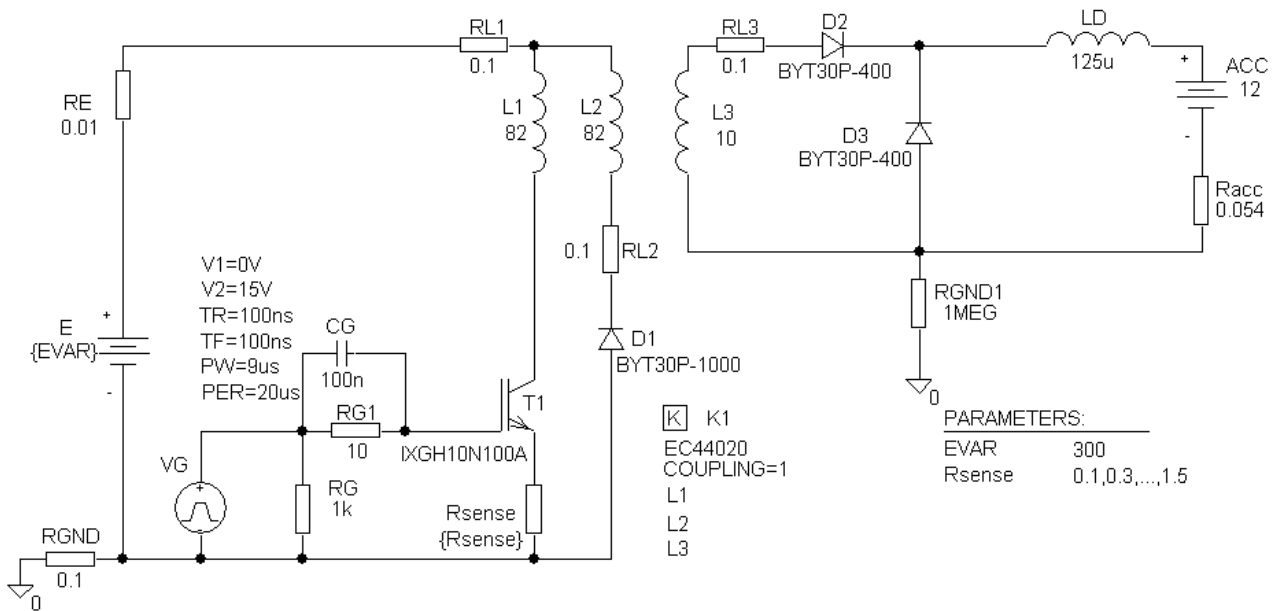 RL1
0.1
RL3
0.1
D2
BYT30P-400
LD
125u
+
ACC
12
-
RE
0.01
L1
82
L2
82
L3
10
D3
BYT30P-400
Racc
0.054
0.1 RL2
V1=0V
V2=15V
TR=100ns
TF=100ns
PW=9us
PER=20us
+
E
{EVAR}
-
CG
100n
RG1
10
T1
IXGH10N100A
D1
BYT30P-1000
RGND1
1MEG
0
K K1
EC44020
COUPLING=1
L1
L2
L3
PARAMETERS:
EVAR 300
Rsense 0.1,0.3,...,1.5
VG
+
-
RG
1k
Rsense
{Rsense}
RGND
0.1
0